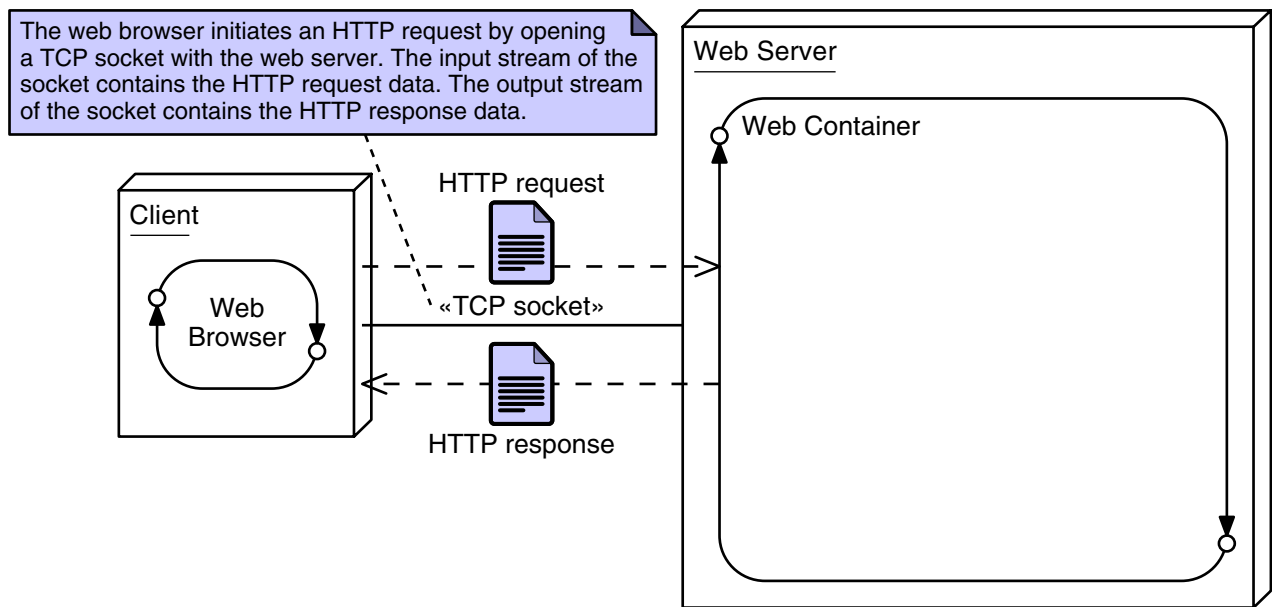 The web browser initiates an HTTP request by opening
a TCP socket with the web server. The input stream of the
socket contains the HTTP request data. The output stream
of the socket contains the HTTP response data.
Web Server
Web Container
HTTP request
Client
Web
Browser
«TCP socket»
HTTP response